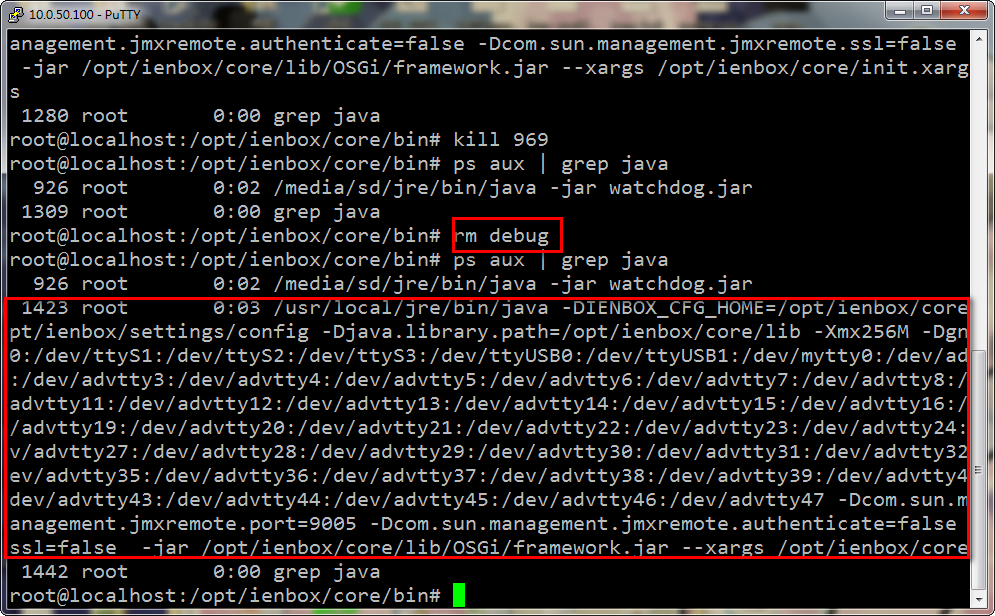 10.0.50.100 - PuTTY
anagement.jmxremote.authenticate=false -Dcom.sun.management.jmxremote.ssl=false
 -jar /opt/ienbox/core/lib/OSGi/framework.jar --xargs /opt/ienbox/core/init.xarg
s
 1280 root       0:00 grep java
root@localhost:/opt/ienbox/core/bin# kill 969
root@localhost:/opt/ienbox/core/bin# ps aux | grep java
  926 root       0:02 /media/sd/jre/bin/java -jar watchdog.jar
 1309 root       0:00 grep java
root@localhost:/opt/ienbox/core/bin# rm debug
root@localhost:/opt/ienbox/core/bin# ps aux | grep java
  926 root       0:02 /media/sd/jre/bin/java -jar watchdog.jar
 1423 root       0:03 /usr/local/jre/bin/java -DIENBOX_CFG_HOME=/opt/ienbox/core
pt/ienbox/settings/config -Djava.library.path=/opt/ienbox/core/lib -Xmx256M -Dgn
0:/dev/ttyS1:/dev/ttyS2:/dev/ttyS3:/dev/ttyUSB0:/dev/ttyUSB1:/dev/mytty0:/dev/ad
:/dev/advtty3:/dev/advtty4:/dev/advtty5:/dev/advtty6:/dev/advtty7:/dev/advtty8:/
advtty11:/dev/advtty12:/dev/advtty13:/dev/advtty14:/dev/advtty15:/dev/advtty16:/
/advtty19:/dev/advtty20:/dev/advtty21:/dev/advtty22:/dev/advtty23:/dev/advtty24:
v/advtty27:/dev/advtty28:/dev/advtty29:/dev/advtty30:/dev/advtty31:/dev/advtty32
ev/advtty35:/dev/advtty36:/dev/advtty37:/dev/advtty38:/dev/advtty39:/dev/advtty4
dev/advtty43:/dev/advtty44:/dev/advtty45:/dev/advtty46:/dev/advtty47 -Dcom.sun.m
anagement.jmxremote.port=9005 -Dcom.sun.management.jmxremote.authenticate=false
ssl=false  -jar /opt/ienbox/core/lib/OSGi/framework.jar --xargs /opt/ienbox/core
 1442 root       0:00 grep java
root@localhost:/opt/ienbox/core/bin#